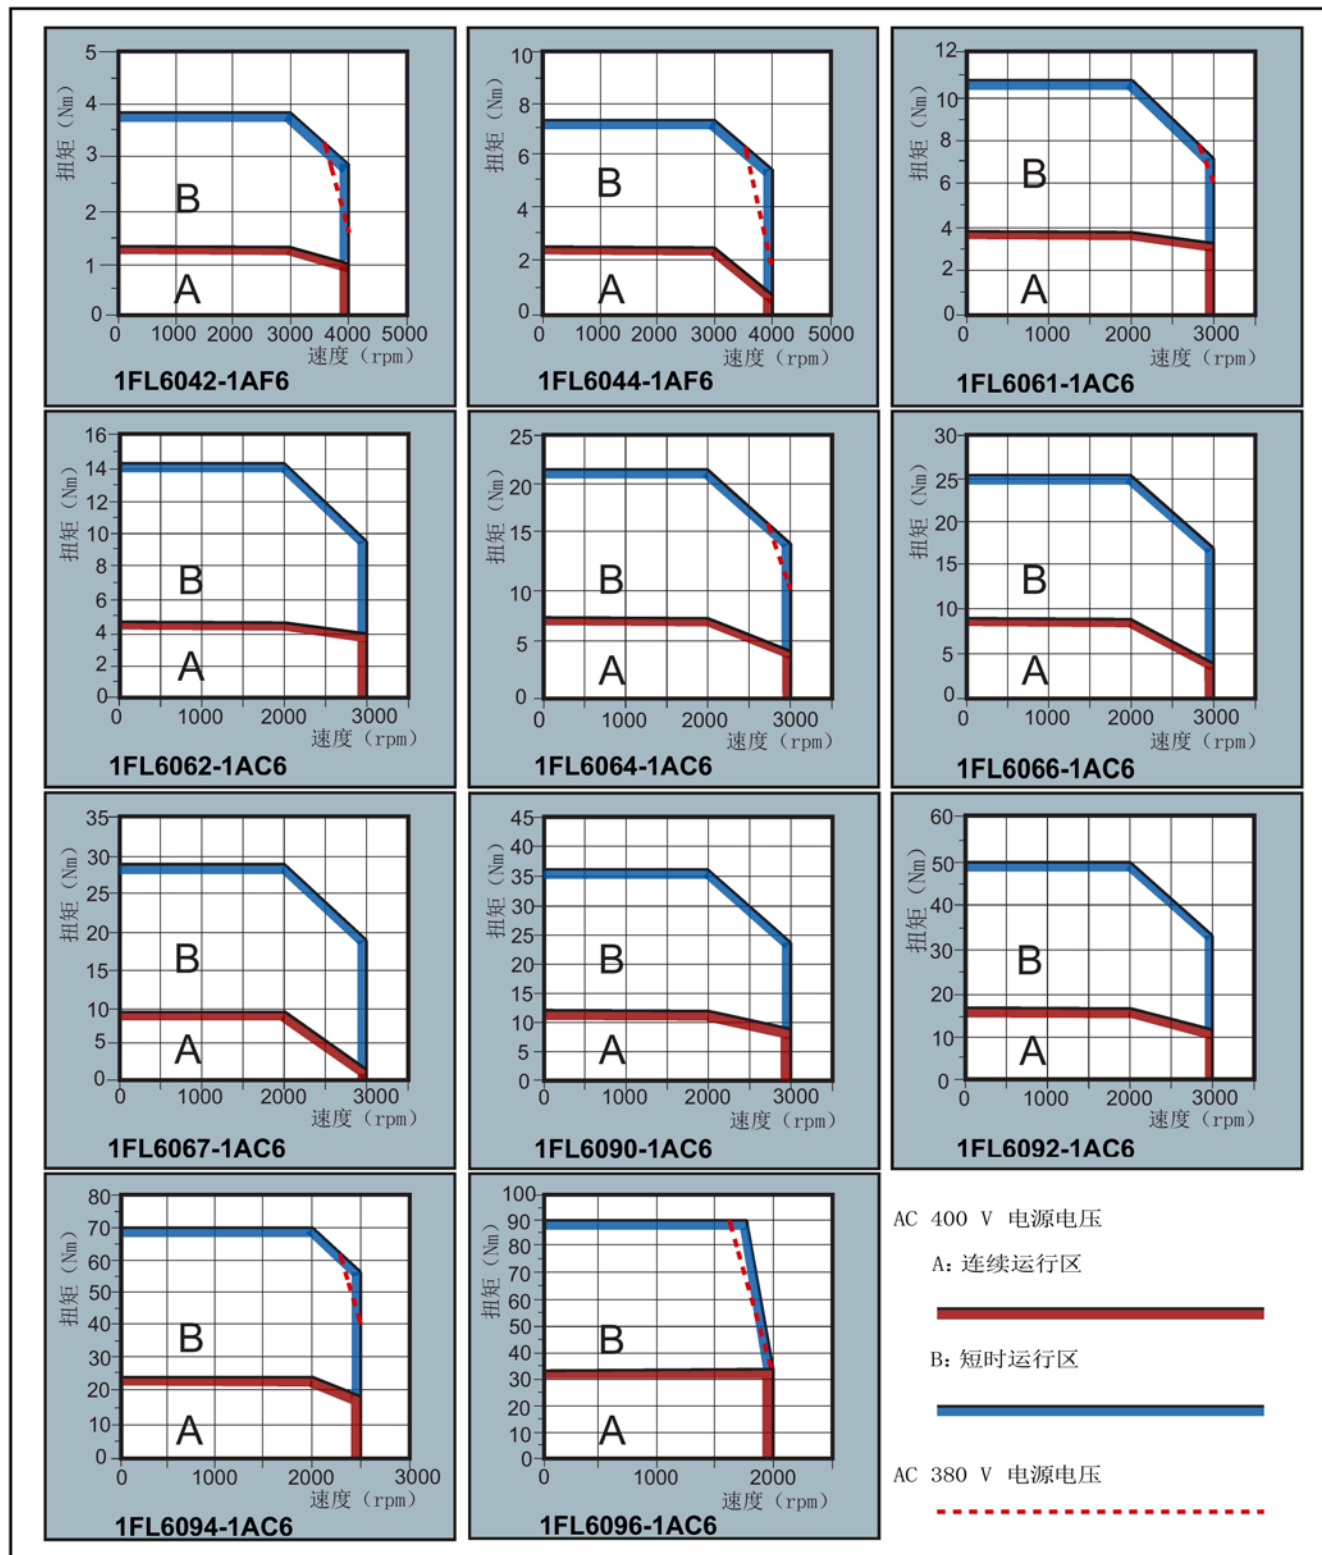 5
4
3
2
1
0
扭矩（Nm）
B
A
0 1000 2000 3000 4000 5000
速度（rpm）
1FL6042-1AF6
10
8
6
4
2
0
扭矩（Nm）
B
A
0 1000 2000 3000 4000 5000
速度（rpm）
1FL6044-1AF6
12
10
8
6
4
2
0
扭矩（Nm）
B
A
0 1000 2000 3000
速度（rpm）
1FL6061-1AC6
16
14
12
10
8
6
4
2
0
扭矩（Nm）
B
A
0 1000 2000 3000
速度（rpm）
1FL6062-1AC6
25
20
15
10
5
0
扭矩（Nm）
B
A
0 1000 2000 3000
速度（rpm）
1FL6064-1AC6
30
25
20
15
10
5
0
扭矩（Nm）
B
A
0 1000 2000 3000
速度（rpm）
1FL6066-1AC6
35
30
25
20
15
10
5
0
扭矩（Nm）
B
A
0 1000 2000 3000
速度（rpm）
1FL6067-1AC6
45
40
35
30
25
20
15
10
5
0
扭矩（Nm）
B
A
0 1000 2000 3000
速度（rpm）
1FL6090-1AC6
60
50
40
30
20
10
0
扭矩（Nm）
B
A
0 1000 2000 3000
速度（rpm）
1FL6092-1AC6
80
70
60
50
40
30
20
10
0
扭矩（Nm）
B
A
0 1000 2000 3000
速度（rpm）
1FL6094-1AC6
100
90
80
70
60
50
40
30
20
10
0
扭矩（Nm）
B
A
0 1000 2000
速度（rpm）
1FL6096-1AC6
AC 400 V 电源电压
A: 连续运行区
B: 短时运行区
AC 380 V 电源电压